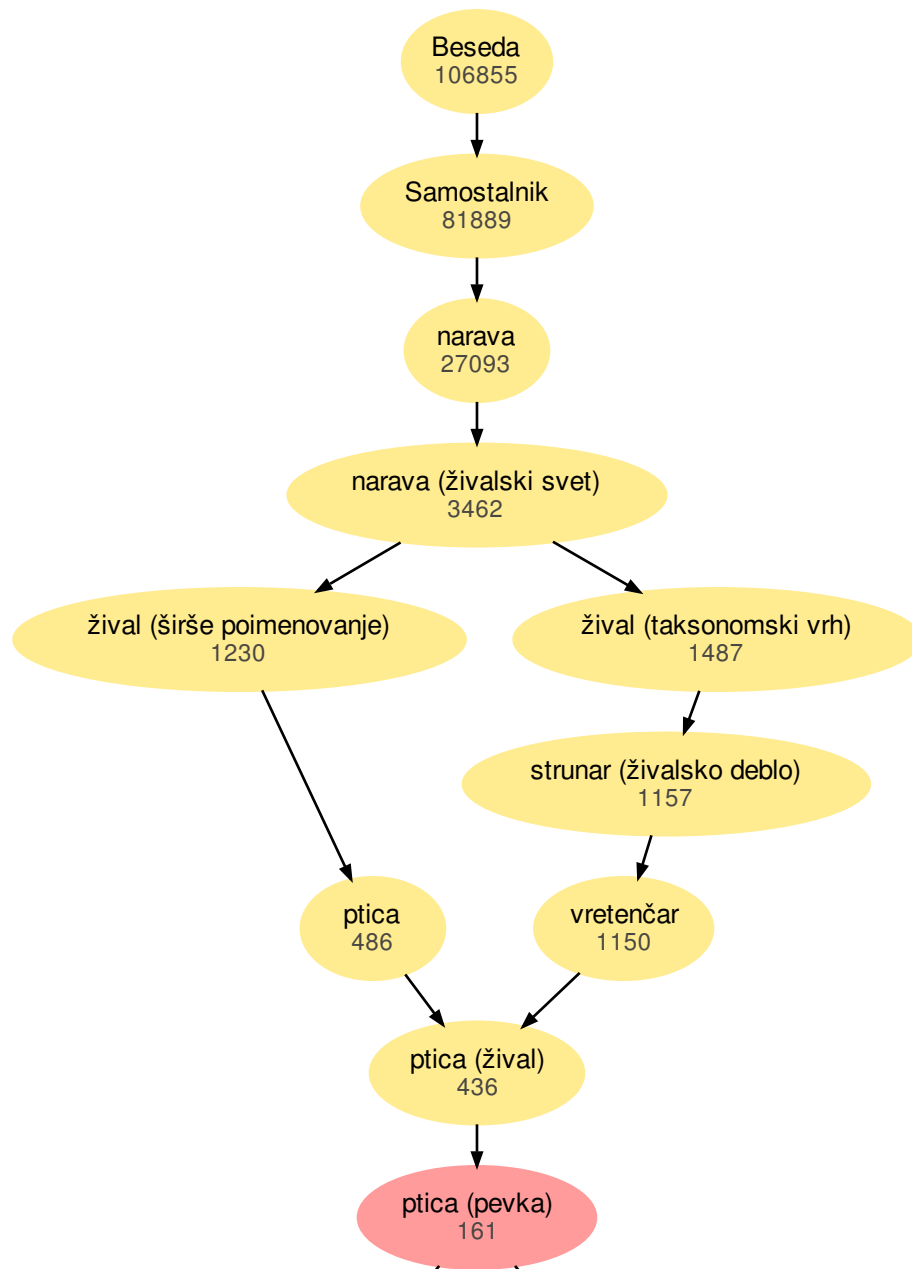 Beseda
106855
Samostalnik
81889
narava
27093
narava (živalski svet)
3462
žival (širše poimenovanje)
1230
žival (taksonomski vrh)
1487
strunar (živalsko deblo)
1157
ptica
486
vretenčar
1150
ptica (žival)
436
ptica (pevka)
161